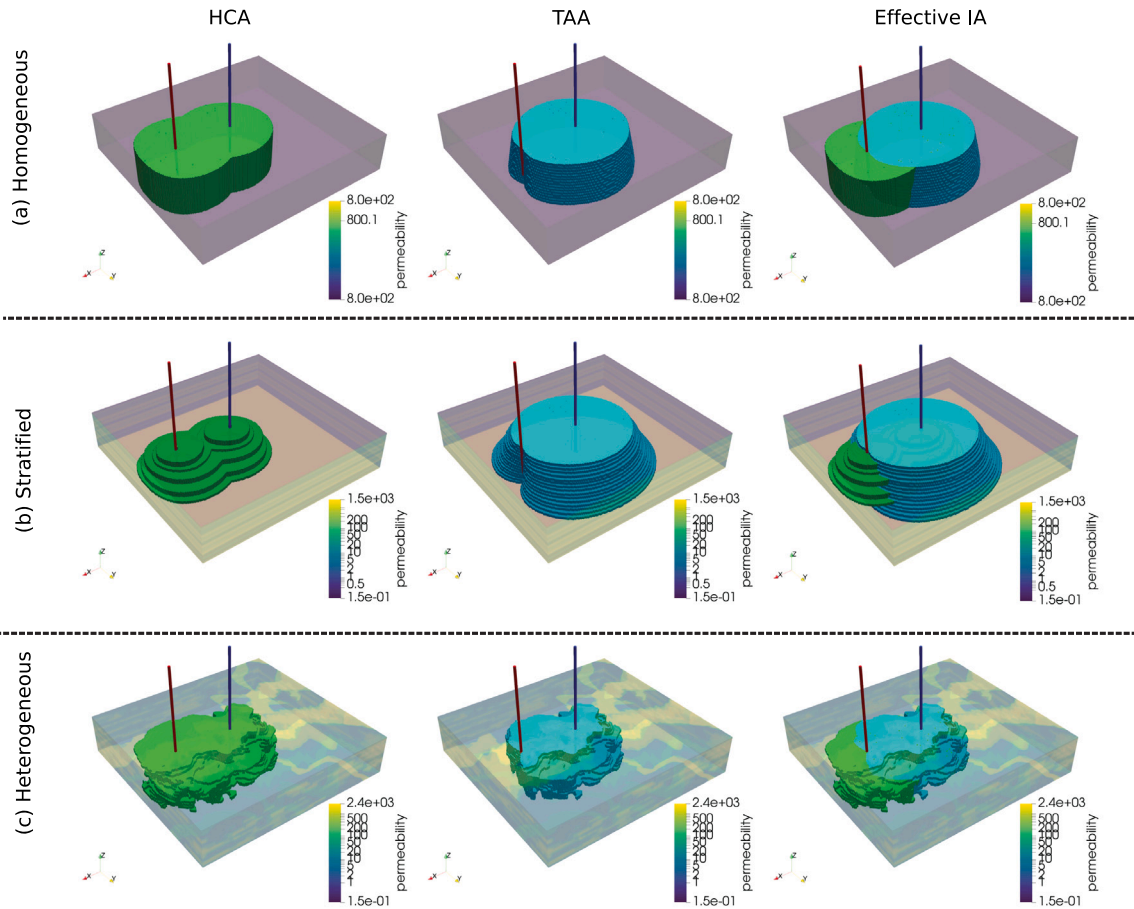 HCA
TAA
Effective IA
(a) Homogeneous
8.0e+02
800.1
8.0e+02
permeability
X
Y
Z
8.0e+02
800.1
8.0e+02
permeability
X
Y
Z
8.0e+02
800.1
8.0e+02
permeability
X
Y
Z
(b) Stratified
1.5e+03
200
100
50
20
10
5
2
1
0.5
1.5e-01
permeability
X
Y
Z
1.5e+03
200
100
50
20
10
5
2
1
0.5
1.5e-01
permeability
X
Y
Z
1.5e+03
200
100
50
20
10
5
2
1
0.5
1.5e-01
permeability
X
Y
Z
(c) Heterogeneous
2.4e+03
500
200
100
50
20
10
5
2
1
1.5e-01
permeability
X
Y
Z
2.4e+03
500
200
100
50
20
10
5
2
1
1.5e-01
permeability
X
Y
Z
2.4e+03
500
200
100
50
20
10
5
2
1
1.5e-01
permeability
X
Y
Z